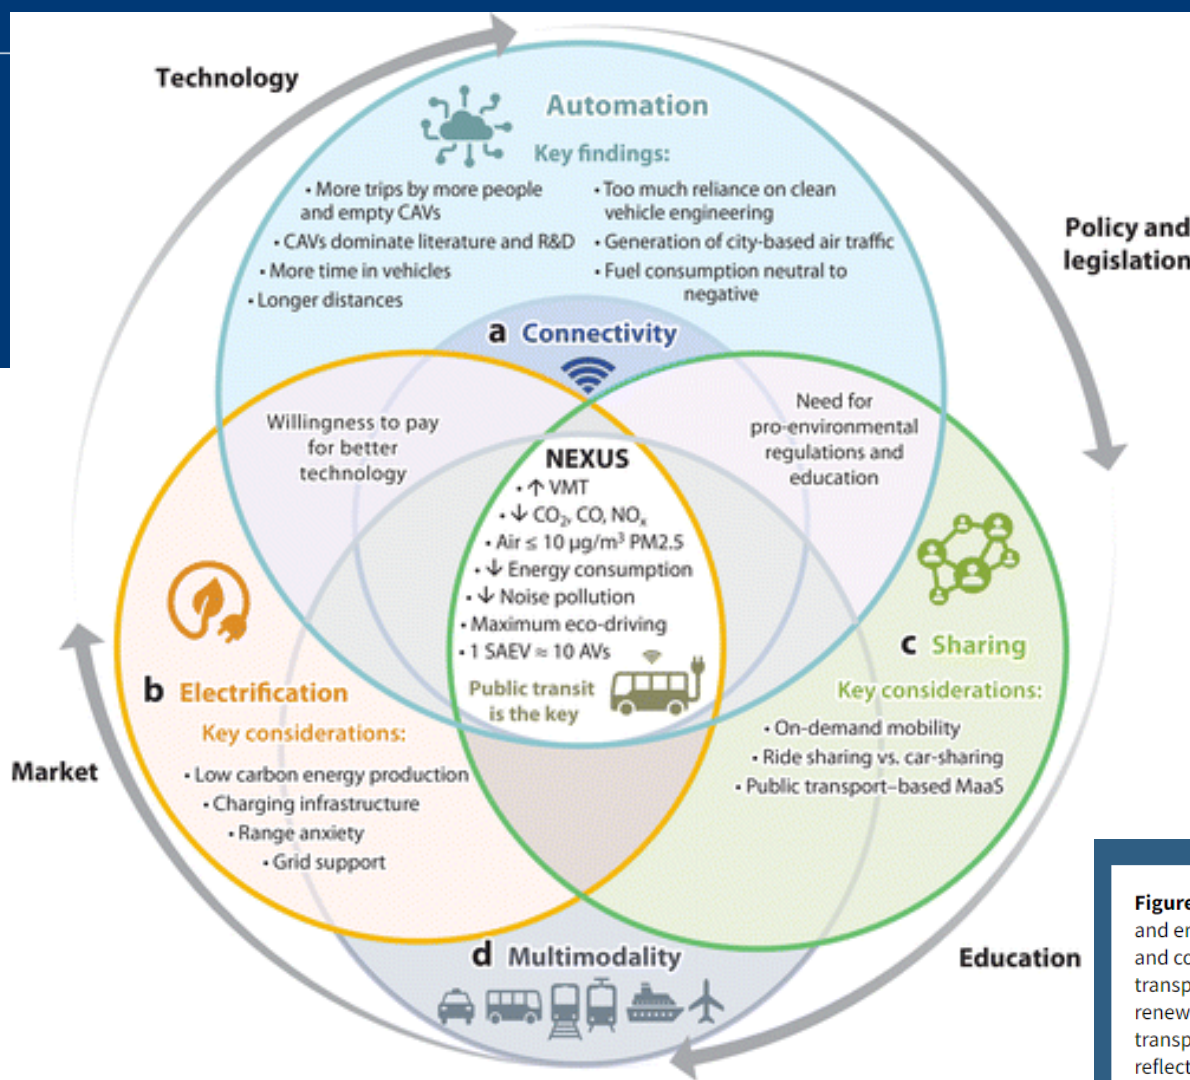 Technology
Automation
Key findings:
• More trips by more people
and empty CAVs
• CAVs dominate literature and R&D
• More time in vehicles
• Longer distances
• Too much reliance on clean
vehicle engineering
• Generation of city-based air traffic
• Fuel consumption neutral to
negative
Policy and
legislation
a Connectivity
Willingness to pay
for better
technology
Need for
pro-environmental
regulations and
education
NEXUS
• ↑ VMT
• ↓ CO₂, CO, NOₓ
• Air ≤ 10 µg/m³ PM2.5
• ↓ Energy consumption
• ↓ Noise pollution
• Maximum eco-driving
• 1 SAEV ≈ 10 AVs
Public transit
is the key
b Electrification
Key considerations:
• Low carbon energy production
• Charging infrastructure
• Range anxiety
• Grid support
c Sharing
Key considerations:
• On-demand mobility
• Ride sharing vs. car-sharing
• Public transport–based MaaS
Market
d Multimodality
Education
Figure
and er
and co
transp
renew
transp
reflect